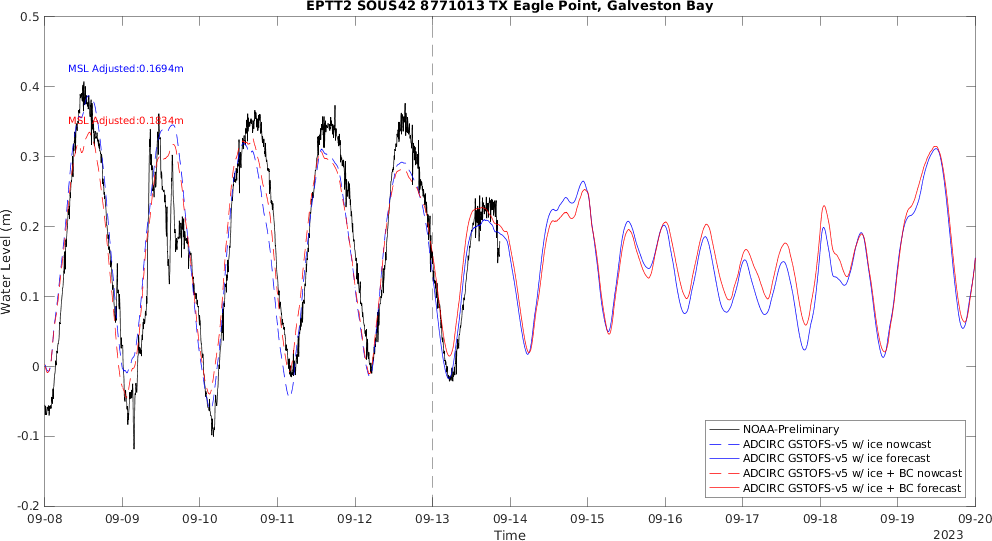 EPTT2 SOUS42 8771013 TX Eagle Point, Galveston Bay
0.5
0.4
0.3
0.2
0.1
0
-0.1
-0.2
Water Level (m)
MSL Adjusted:0.1694m
MSL Adjusted:0.1834m
NOAA-Preliminary
ADCIRC GSTOFS-v5 w/ ice nowcast
ADCIRC GSTOFS-v5 w/ ice forecast
ADCIRC GSTOFS-v5 w/ ice + BC nowcast
ADCIRC GSTOFS-v5 w/ ice + BC forecast
09-08 09-09 09-10 09-11 09-12 09-13 09-14 09-15 09-16 09-17 09-18 09-19 09-20
Time
2023